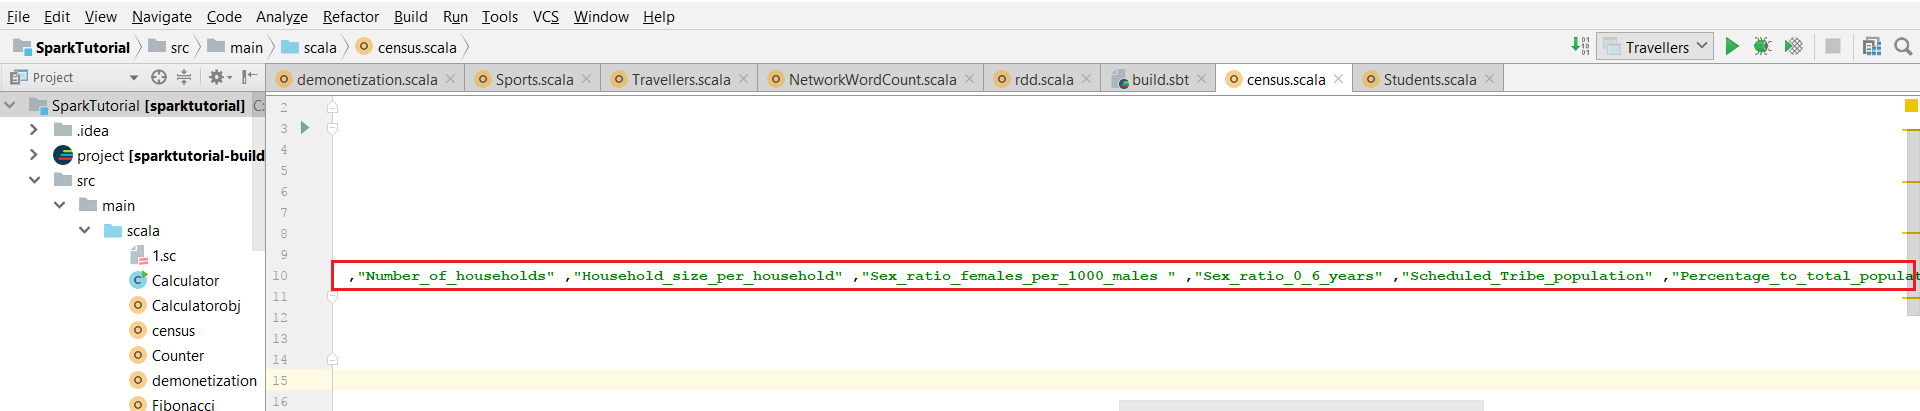 File Edit View Navigate Code Analyze Refactor Build Run Tools VCS Window Help
SparkTutorial src main scala census.scala
Travellers
Project
demonetization.scala Sports.scala Travellers.scala NetworkWordCount.scala rdd.scala build.sbt census.scala Students.scala
SparkTutorial [sparktutorial] C:
.idea
project [sparktutorial-build
src
main
scala
1.sc
Calculator
Calculatorobj
census
Counter
demonetization
Fibonacci
2
3
4
5
6
7
8
9
10 ,"Number_of_households" ,"Household_size_per_household" ,"Sex_ratio_females_per_1000_males " ,"Sex_ratio_0_6_years" ,"Scheduled_Tribe_population" ,"Percentage_to_total_populat
11
12
13
14
15
16